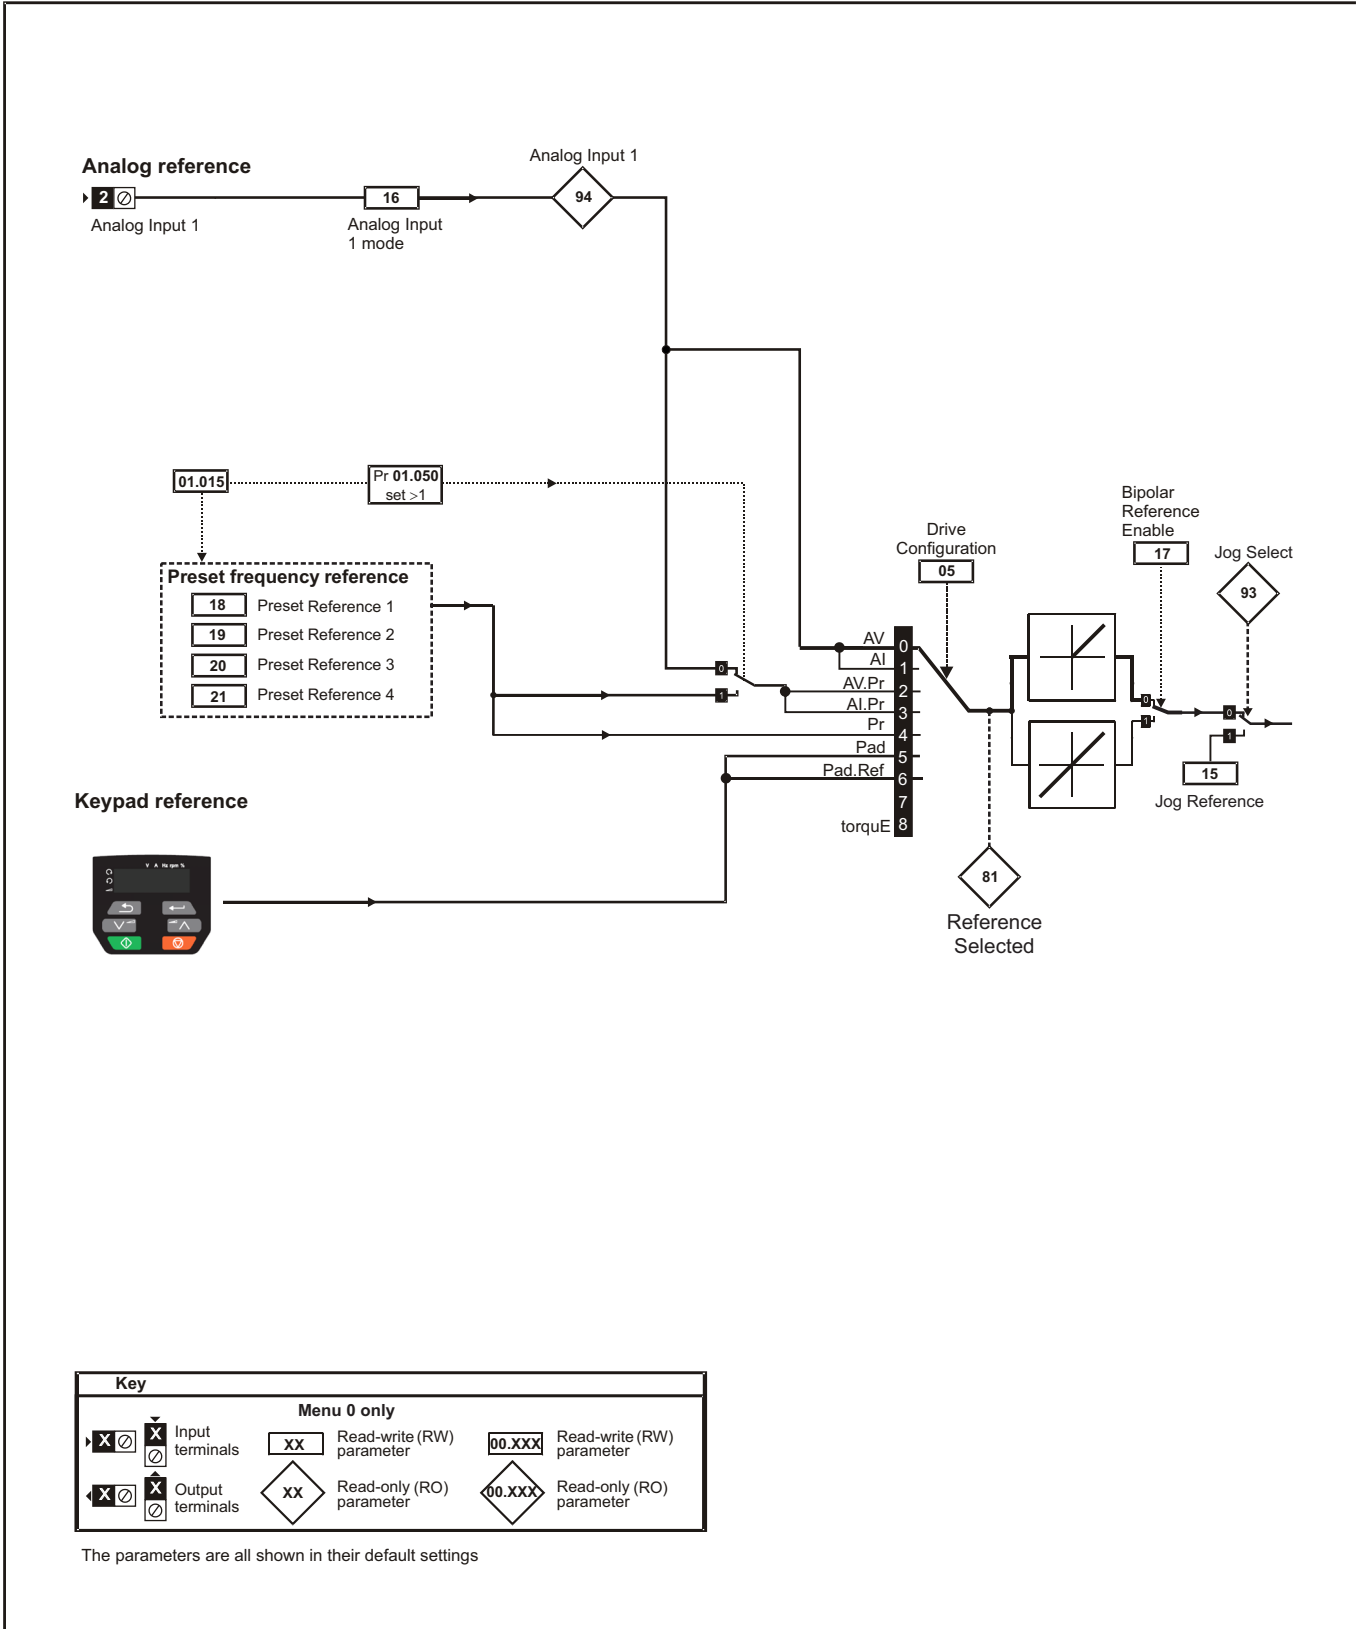 Analog reference
Analog Input 1
2
16
94
Analog Input 1
Analog Input
1 mode
01.015
Pr 01.050
set >1
Preset frequency reference
18 Preset Reference 1
19 Preset Reference 2
20 Preset Reference 3
21 Preset Reference 4
0
1
Drive
Configuration
05
Bipolar
Reference
Enable
17
Jog Select
93
AV 0
AI 1
AV.Pr 2
AI.Pr 3
Pr 4
Pad 5
Pad.Ref 6
7
torquE 8
0
1
0
1
15
Jog Reference
81
Reference
Selected
Keypad reference
V A Hz rpm %
Key
Menu 0 only
X X Input
terminals
XX Read-write (RW)
parameter
00.XXX Read-write (RW)
parameter
X X Output
terminals
XX Read-only (RO)
parameter
00.XXX Read-only (RO)
parameter
The parameters are all shown in their default settings